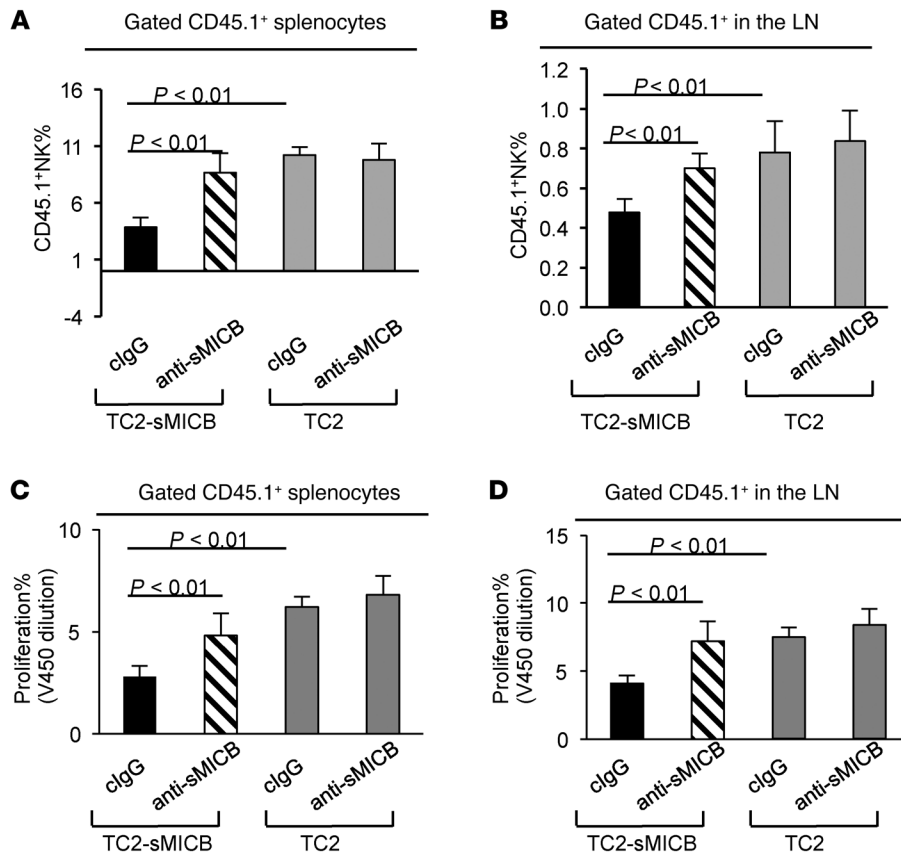 A
Gated CD45.1⁺ splenocytes
16
11
6
1
-4
CD45.1⁺NK%
P < 0.01
P < 0.01
cIgG
anti-sMICB
cIgG
anti-sMICB
TC2-sMICB
TC2
B
Gated CD45.1⁺ in the LN
1.2
1.0
0.8
0.6
0.4
0.2
0.0
CD45.1⁺NK%
P < 0.01
P < 0.01
cIgG
anti-sMICB
cIgG
anti-sMICB
TC2-sMICB
TC2
C
Gated CD45.1⁺ splenocytes
10
5
0
Proliferation%
(V450 dilution)
P < 0.01
P < 0.01
cIgG
anti-sMICB
cIgG
anti-sMICB
TC2-sMICB
TC2
D
Gated CD45.1⁺ in the LN
15
10
5
0
Proliferation%
(V450 dilution)
P < 0.01
P < 0.01
cIgG
anti-sMICB
cIgG
anti-sMICB
TC2-sMICB
TC2